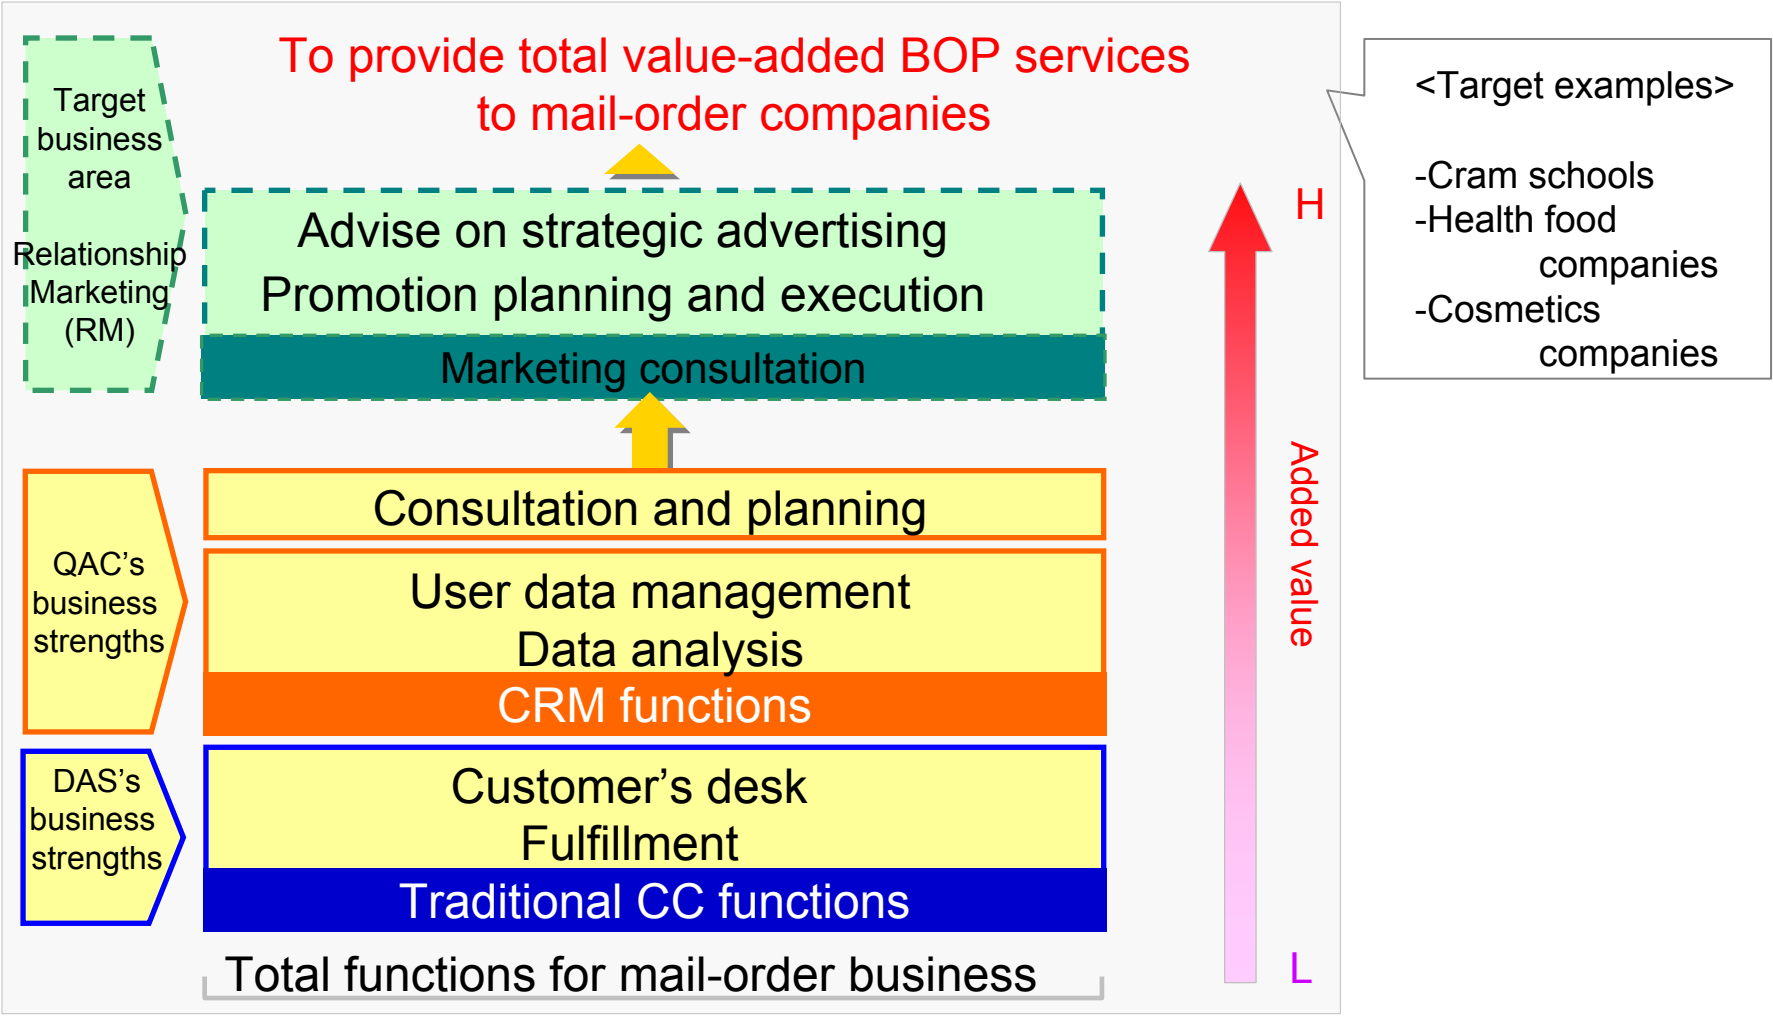 To provide total value-added BOP services
to mail-order companies
Target
business
area
Relationship
Marketing
(RM)
Advise on strategic advertising
Promotion planning and execution
Marketing consultation
QAC’s
business
strengths
Consultation and planning
User data management
Data analysis
CRM functions
DAS’s
business
strengths
Customer’s desk
Fulfillment
Traditional CC functions
Total functions for mail-order business
H
Added value
L
<Target examples>
-Cram schools
-Health food
companies
-Cosmetics
companies